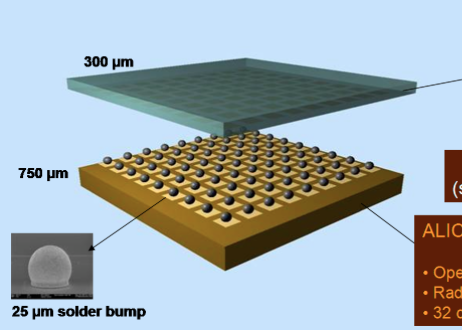 300 µm
750 µm
(s
ALIC
• Ope
• Rad
• 32 c
25 µm solder bump